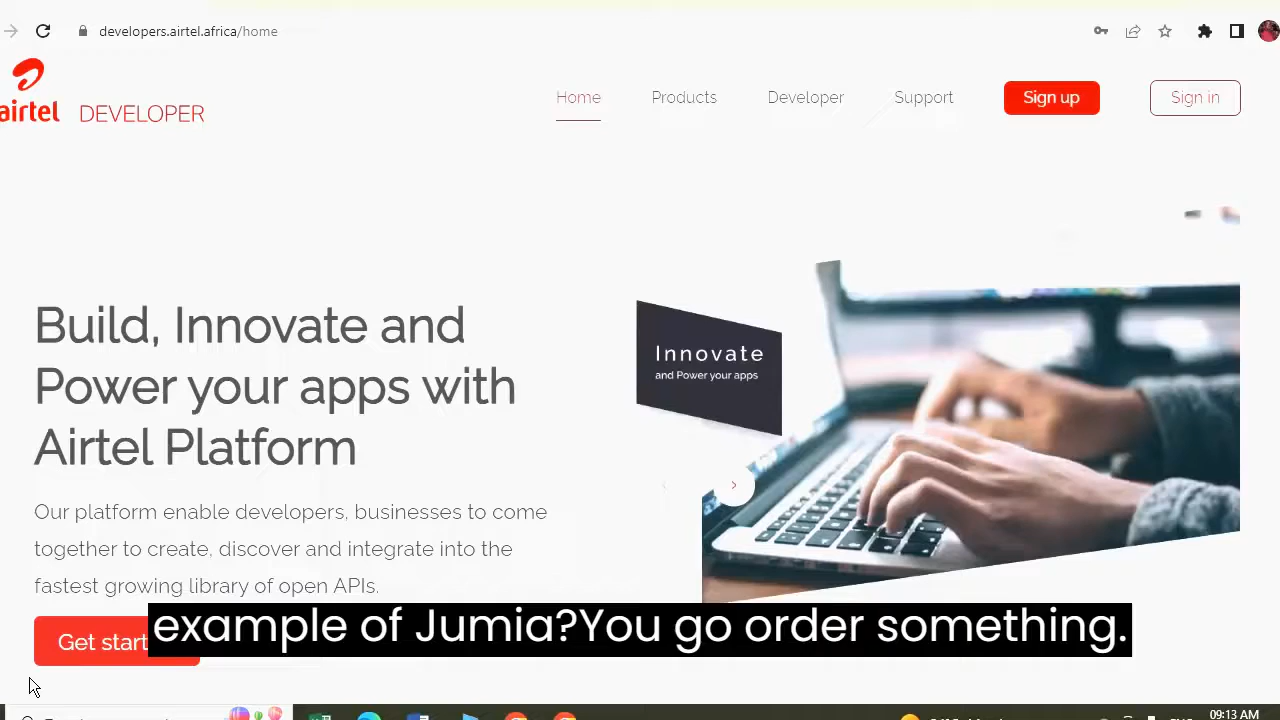 developers.airtel.africa/home
airtel DEVELOPER
Home Products Developer Support Sign up Sign in
Build, Innovate and
Power your apps with
Airtel Platform
Innovate
and Power your apps
Our platform enable developers, businesses to come
together to create, discover and integrate into the
fastest growing library of open APIs.
Get start
example of Jumia?You go order something.
09:13 AM